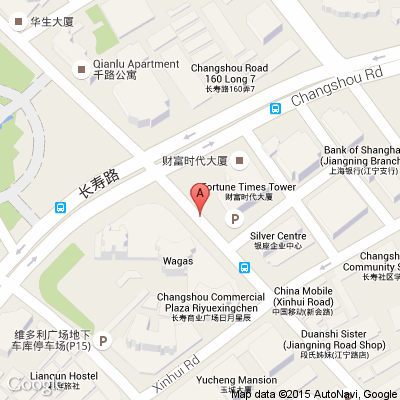 华生大厦
Qianlu Apartment
千路公寓
Changshou Road
160 Long 7
长寿路160弄7
Changshou Rd
长寿路
财富时代大厦
Bank of Shangha
(Jiangning Branch
上海银行(江宁支行)
A
ortune Times Tower
财富时代大厦
P
Silver Centre
银座企业中心
Wagas
Changsh
Community S
长寿社区学
Changshou Commercial
Plaza Riyuexingchen
长寿商业广场日月星辰
China Mobile
(Xinhui Road)
中国移动(新会路)
维多利广场地下
车库停车场(P15)
P
Duanshi Sister
(Jiangning Road Shop)
段氏姊妹(江宁路店)
Xinhui Rd
Liancun Hostel
Yucheng Mansion
玉城大厦
Google
Map data ©2015 AutoNavi, Google